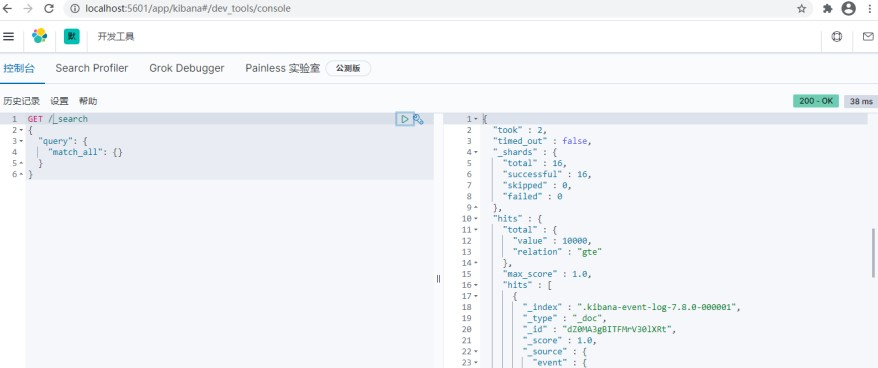 localhost:5601/app/kibana#/dev_tools/console
默 开发工具
控制台 Search Profiler Grok Debugger Painless 实验室 公测版
历史记录 设置 帮助 200 - OK 38 ms
1 GET /_search
2 {
3 "query": {
4 "match_all": {}
5 }
6 }
1 {
2 "took" : 2,
3 "timed_out" : false,
4 "_shards" : {
5 "total" : 16,
6 "successful" : 16,
7 "skipped" : 0,
8 "failed" : 0
9 },
10 "hits" : {
11 "total" : {
12 "value" : 10000,
13 "relation" : "gte"
14 },
15 "max_score" : 1.0,
16 "hits" : [
17 {
18 "_index" : ".kibana-event-log-7.8.0-000001",
19 "_type" : "_doc",
20 "_id" : "dZ0MA3gBITFMrV30lXRt",
21 "_score" : 1.0,
22 "_source" : {
23 "event" : {